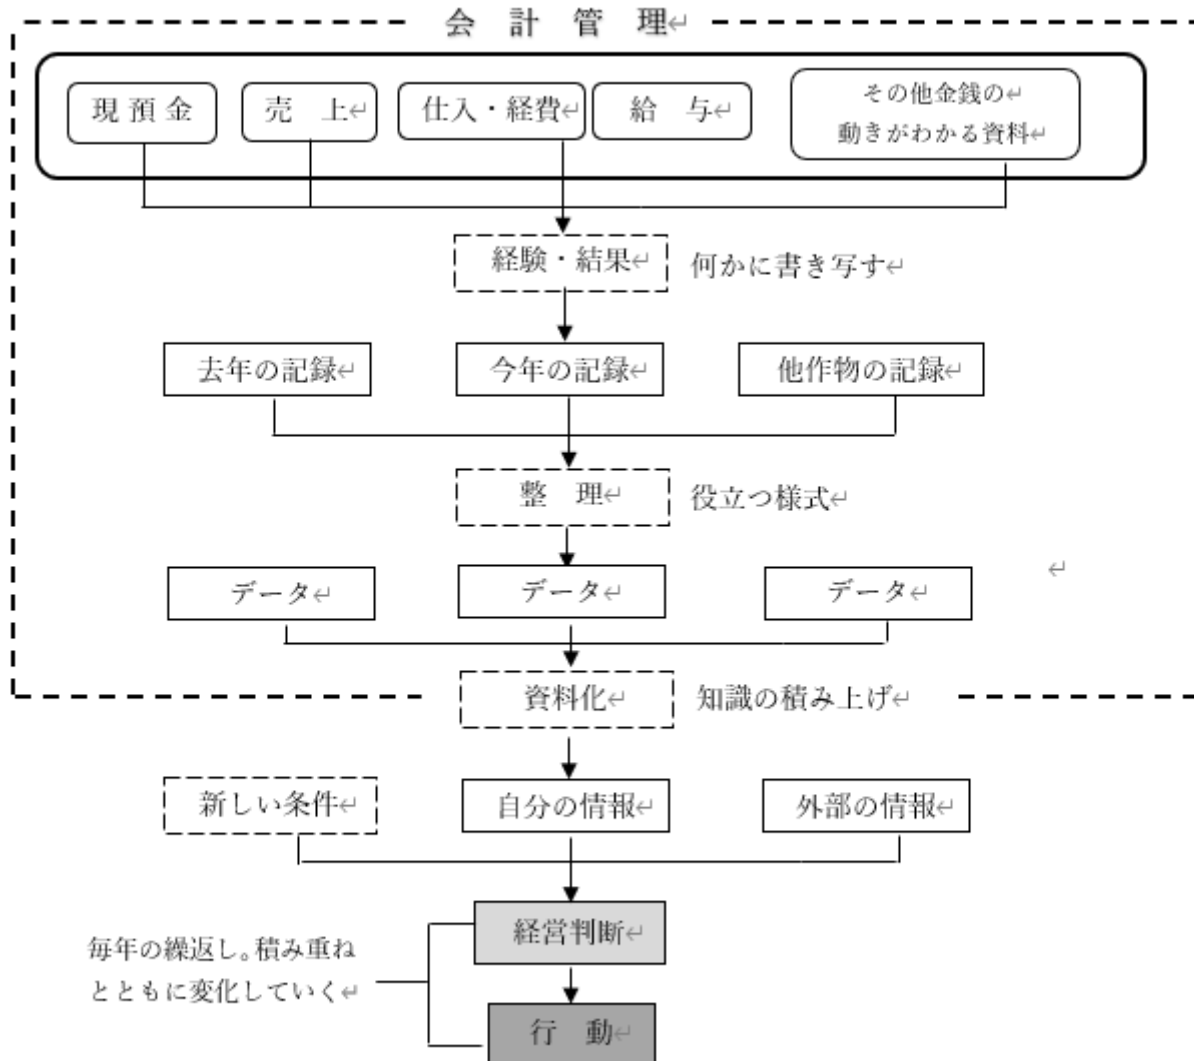 会 計 管 理
現 預 金
売 上
仕入・経費
給 与
その他金銭の
動きがわかる資料
経験・結果
何かに書き写す
去年の記録
今年の記録
他作物の記録
整 理
役立つ様式
データ
データ
データ
資料化
知識の積み上げ
新しい条件
自分の情報
外部の情報
経営判断
毎年の繰返し。積み重ね
とともに変化していく
行 動